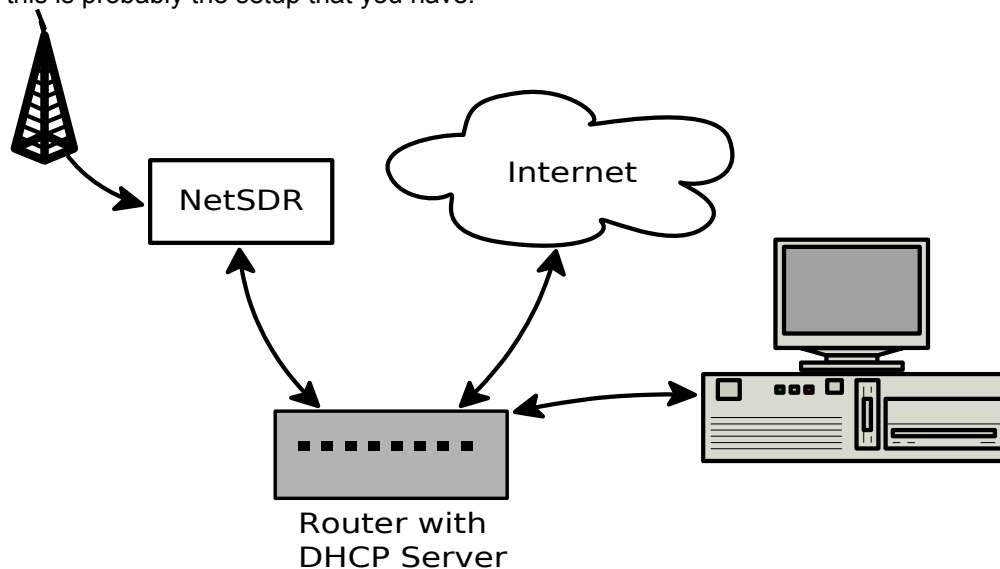 this is probably the setup that you have:
NetSDR
Internet
Router with
DHCP Server